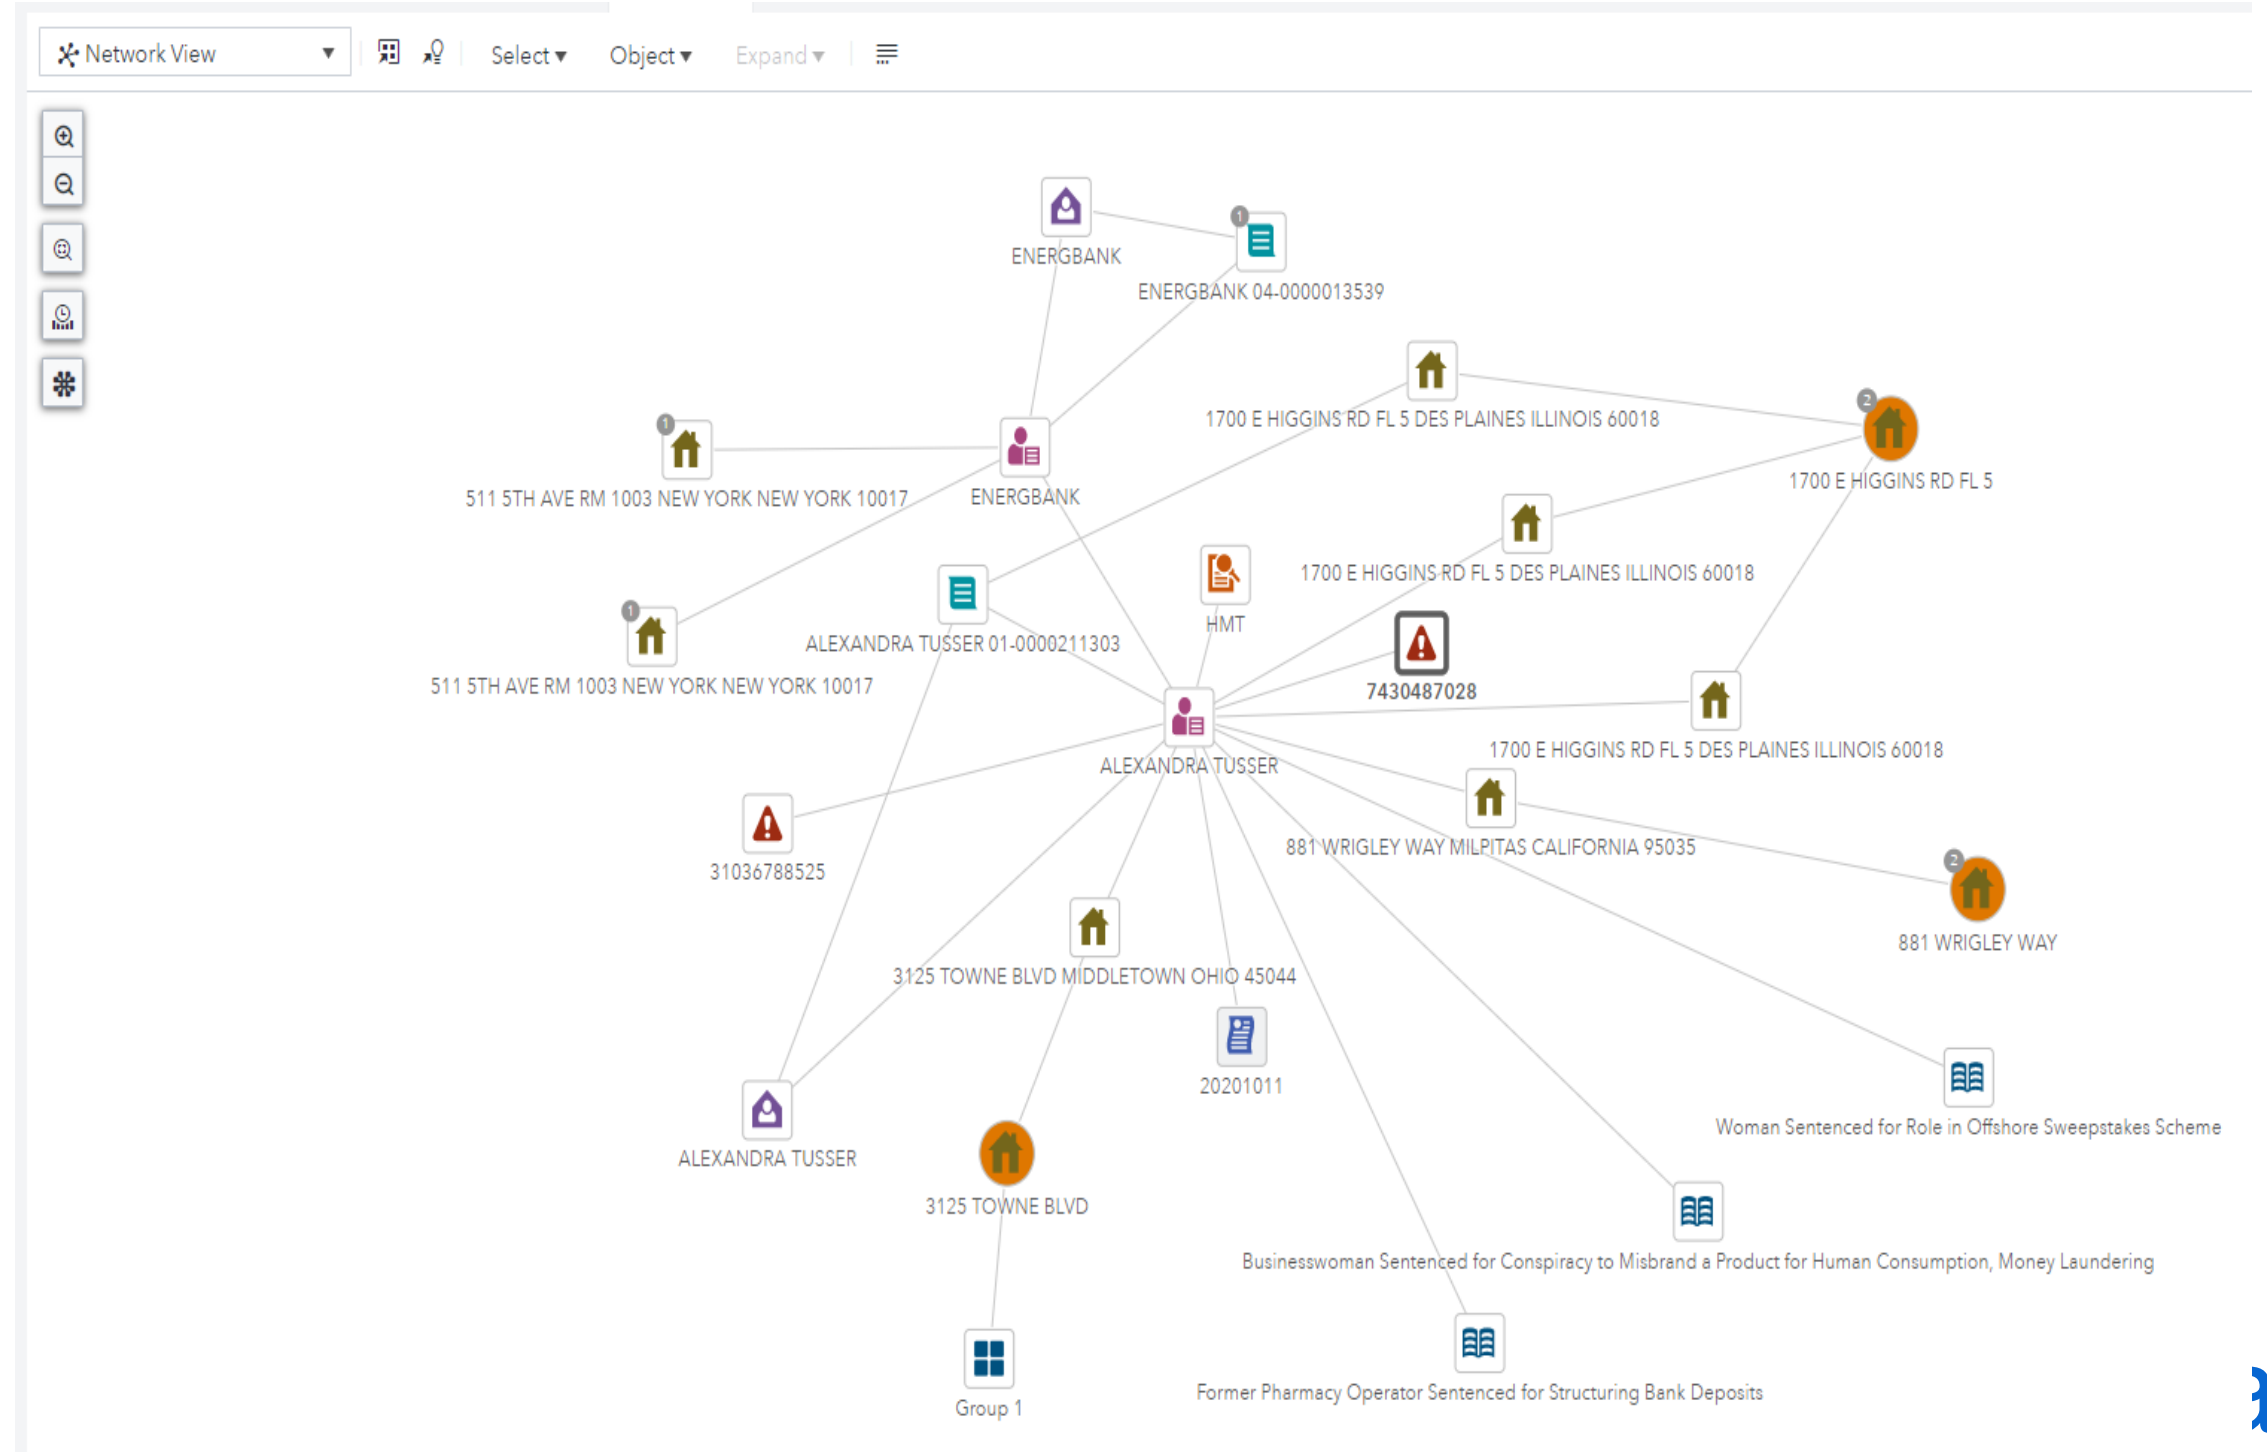 Network View
Select
Object
Expand
ENERGBANK
1
ENERGBANK 04-0000013539
1700 E HIGGINS RD FL 5 DES PLAINES ILLINOIS 60018
2
1700 E HIGGINS RD FL 5
1
511 5TH AVE RM 1003 NEW YORK NEW YORK 10017
ENERGBANK
1700 E HIGGINS RD FL 5 DES PLAINES ILLINOIS 60018
HMT
ALEXANDRA TUSSER 01-0000211303
1
511 5TH AVE RM 1003 NEW YORK NEW YORK 10017
7430487028
1700 E HIGGINS RD FL 5 DES PLAINES ILLINOIS 60018
ALEXANDRA TUSSER
881 WRIGLEY WAY MILPITAS CALIFORNIA 95035
31036788525
2
881 WRIGLEY WAY
3125 TOWNE BLVD MIDDLETOWN OHIO 45044
20201011
Woman Sentenced for Role in Offshore Sweepstakes Scheme
ALEXANDRA TUSSER
3125 TOWNE BLVD
Businesswoman Sentenced for Conspiracy to Misbrand a Product for Human Consumption, Money Laundering
Former Pharmacy Operator Sentenced for Structuring Bank Deposits
Group 1